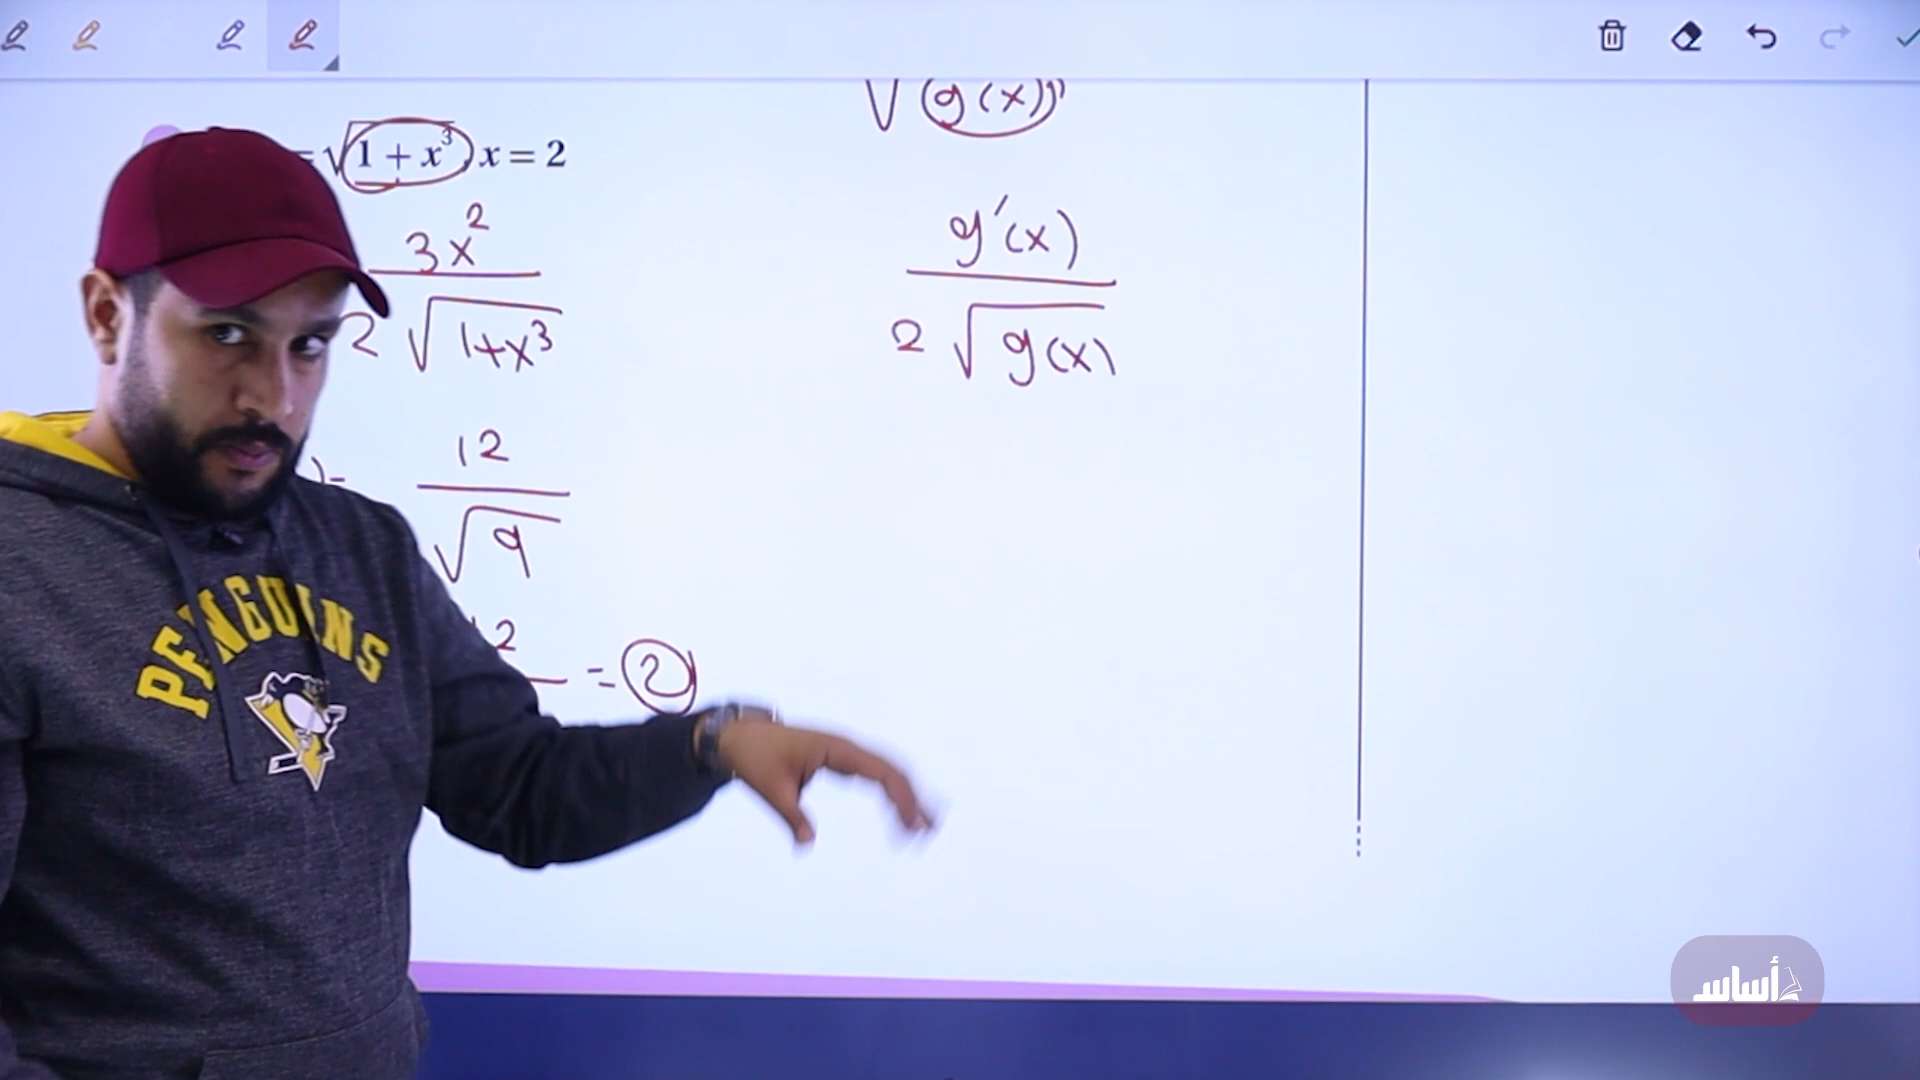 = √1 + x³, x = 2
3x²
2 √1+x³
12
√9
12
= 2
√(g(x))
g′(x)
2 √g(x)
PENGUINS
أساس